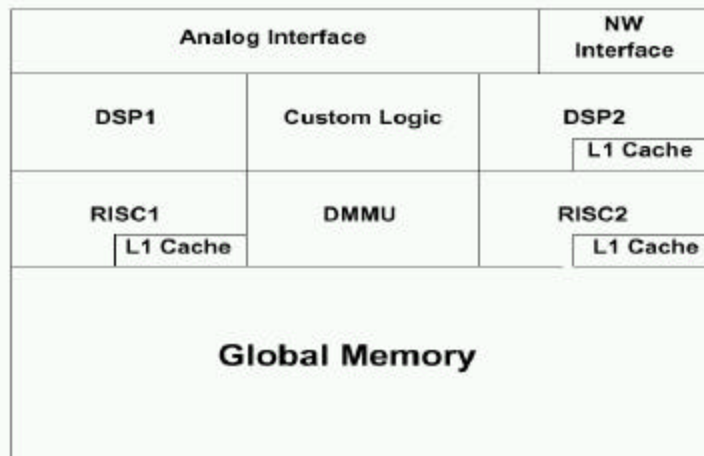 Analog Interface
NW
Interface
DSP1
Custom Logic
DSP2
L1 Cache
RISC1
DMMU
RISC2
L1 Cache
L1 Cache
Global Memory